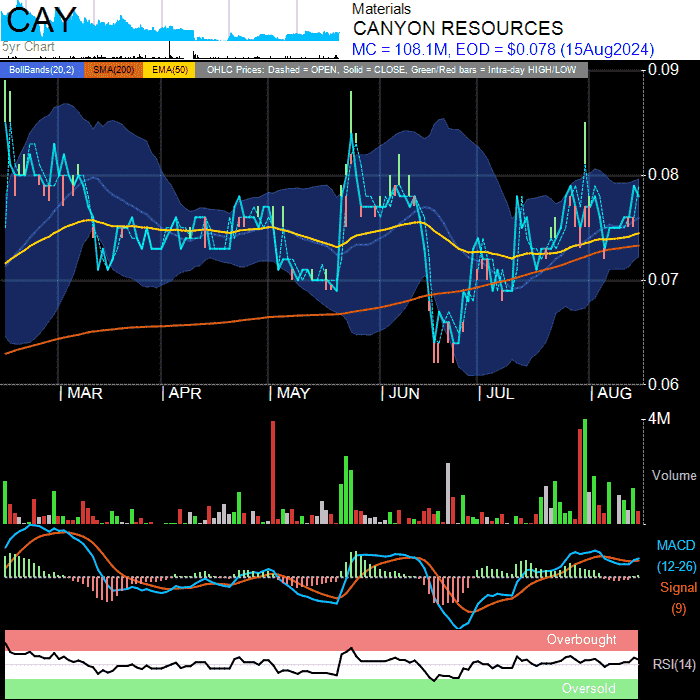 CAY
Materials
CANYON RESOURCES
5yr Chart
MC = 108.1M, EOD = $0.078 (15Aug2024)
BollBands(20,2) SMA(200) EMA(50) OHLC Prices: Dashed = OPEN, Solid = CLOSE, Green/Red bars = Intra-day HIGH/LOW
0.09
0.08
0.07
0.06
MAR APR MAY JUN JUL AUG
4M
Volume
MACD
(12-26)
Signal
(9)
Overbought
RSI(14)
Oversold